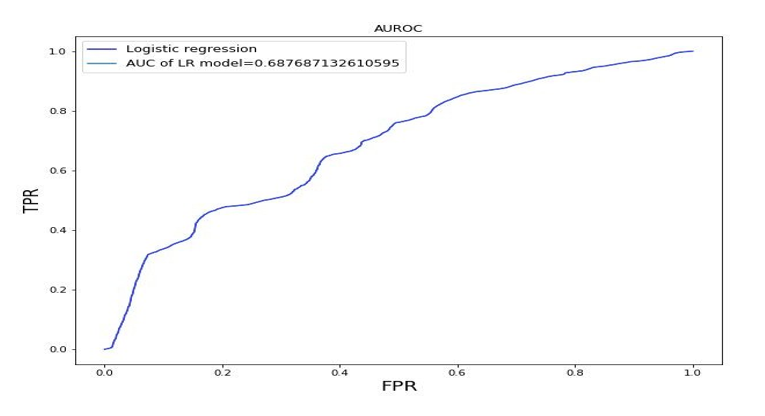 AUROC
Logistic regression
AUC of LR model=0.687687132610595
1.0
0.8
0.6
0.4
0.2
0.0
TPR
0.0 0.2 0.4 0.6 0.8 1.0
FPR